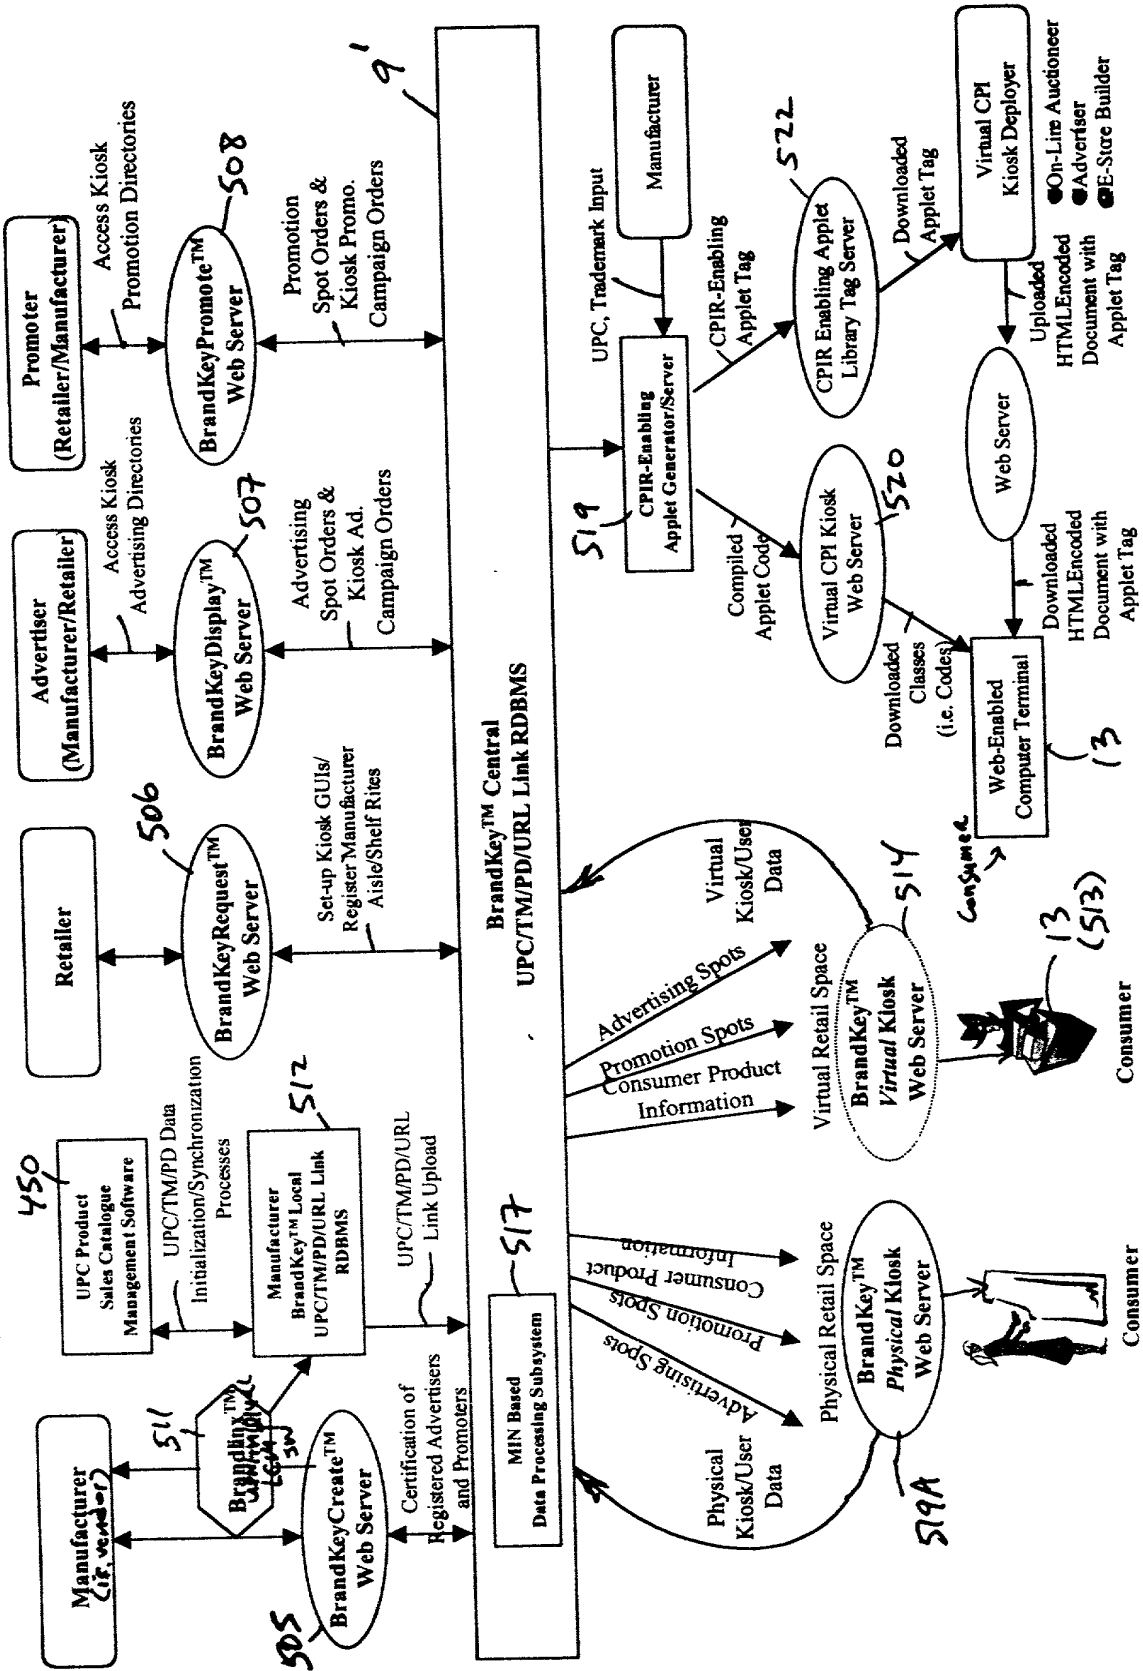 Manufacturer
(ie, vendor)
511
Brandlinx™
LCM
SW
505
BrandKeyCreate™
Web Server
Certification of
Registered Advertisers
and Promoters
450
UPC Product
Sales Catalogue
Management Software
UPC/TM/PD Data
Initialization/Synchronization
Processes
512
Manufacturer
BrandKey™ Local
UPC/TM/PD/URL Link
RDBMS
UPC/TM/PD/URL
Link Upload
Retailer
506
BrandKeyRequest™
Web Server
Set-up Kiosk GUIs/
Register Manufacturer
Aisle/Shelf Rites
Advertiser
(Manufacturer/Retailer)
Access Kiosk
Advertising Directories
507
BrandKeyDisplay™
Web Server
Advertising
Spot Orders &
Kiosk Ad.
Campaign Orders
Promoter
(Retailer/Manufacturer)
Access Kiosk
Promotion Directories
508
BrandKeyPromote™
Web Server
Promotion
Spot Orders &
Kiosk Promo.
Campaign Orders
9'
BrandKey™ Central
UPC/TM/PD/URL Link RDBMS
MIN Based
Data Processing Subsystem
517
Physical
Kiosk/User
Data
Advertising Spots
Promotion Spots
Consumer Product
Information
Physical Retail Space
BrandKey™
Physical Kiosk
Web Server
519A
Consumer
Advertising Spots
Promotion Spots
Consumer Product
Information
Virtual
Kiosk/User
Data
Virtual Retail Space
BrandKey™
Virtual Kiosk
Web Server
514
13
(513)
Consumer
519
CPIR-Enabling
Applet Generator/Server
UPC, Trademark Input
Manufacturer
Compiled
Applet Code
CPIR-Enabling
Applet Tag
Virtual CPI Kiosk
Web Server
520
CPIR Enabling Applet
Library Tag Server
522
Downloaded
Classes
(i.e. Codes)
Downloaded
Applet Tag
Consumer
Web-Enabled
Computer Terminal
13
Downloaded
HTMLEncoded
Document with
Applet Tag
Web Server
Uploaded
HTMLEncoded
Document with
Applet Tag
Virtual CPI
Kiosk Deployer
●On-Line Auctioneer
●Advertiser
●E-Store Builder